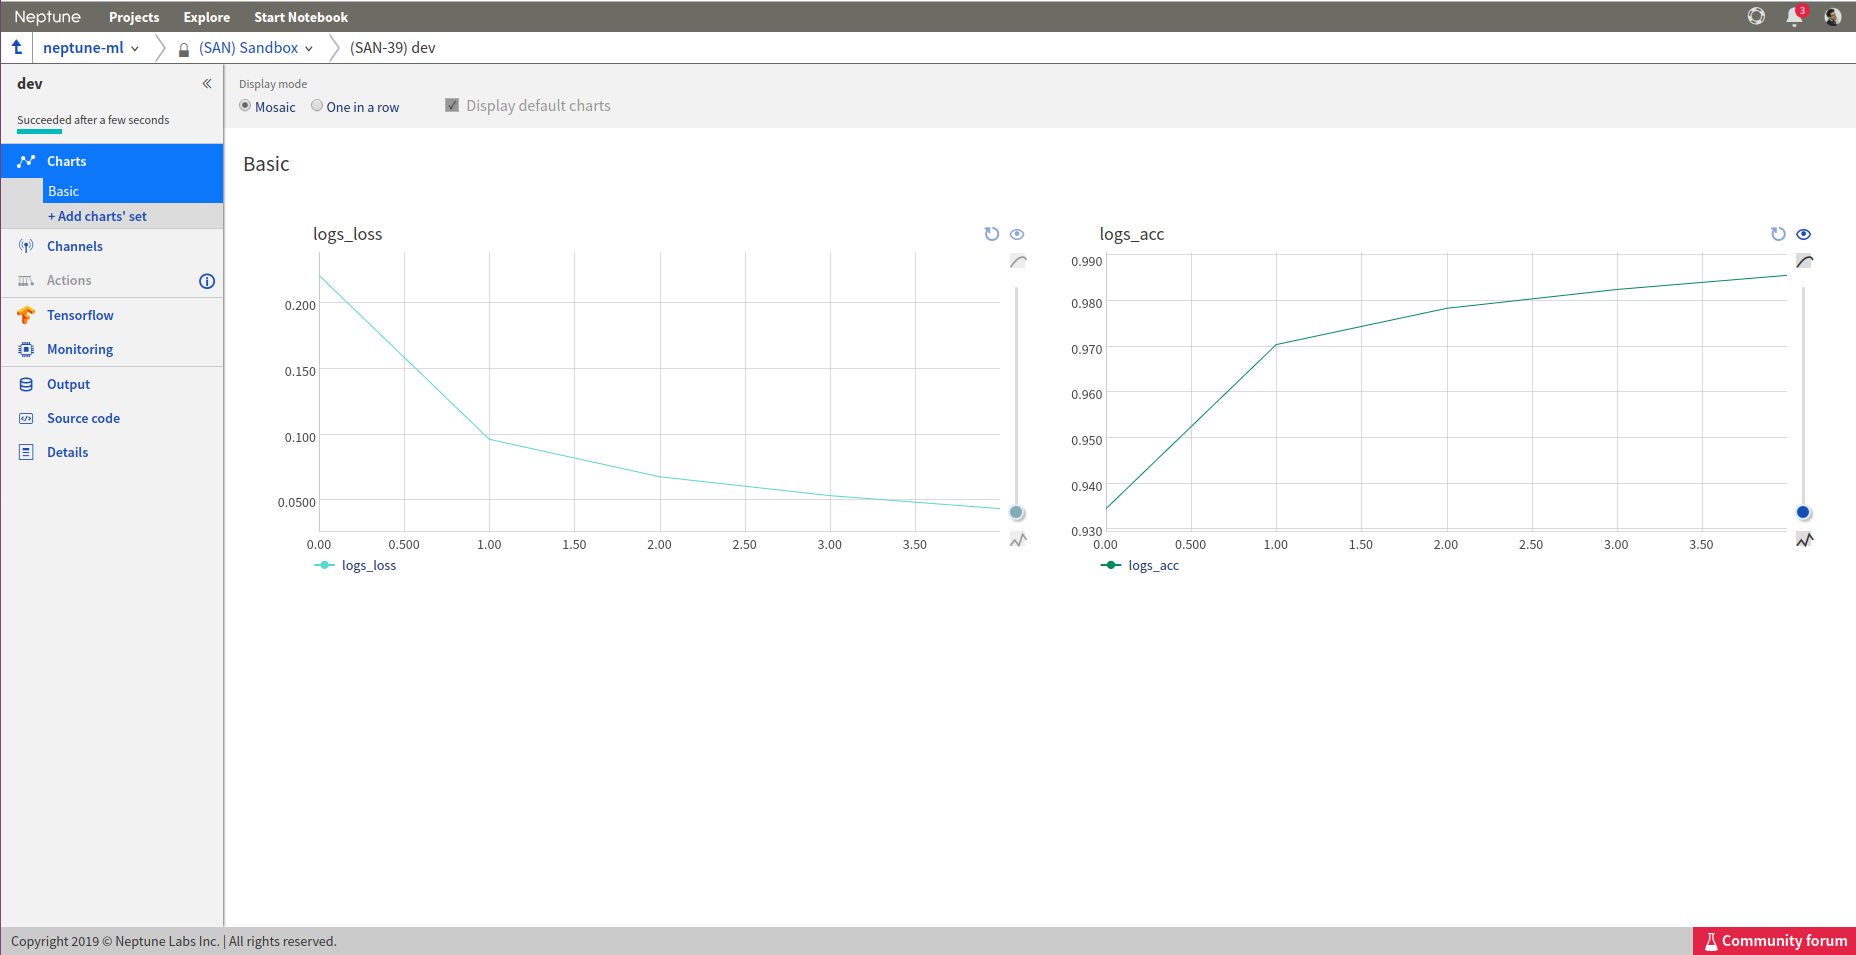 Neptune Projects Explore Start Notebook 3
neptune-ml (SAN) Sandbox (SAN-39) dev
dev
Succeeded after a few seconds
Charts
Basic
+ Add charts' set
Channels
Actions
Tensorflow
Monitoring
Output
Source code
Details
Display mode
Mosaic One in a row Display default charts
Basic
logs_loss
0.200
0.150
0.100
0.0500
0.00 0.500 1.00 1.50 2.00 2.50 3.00 3.50
logs_loss
logs_acc
0.990
0.980
0.970
0.960
0.950
0.940
0.930
0.00 0.500 1.00 1.50 2.00 2.50 3.00 3.50
logs_acc
Copyright 2019 © Neptune Labs Inc. | All rights reserved.
Community forum